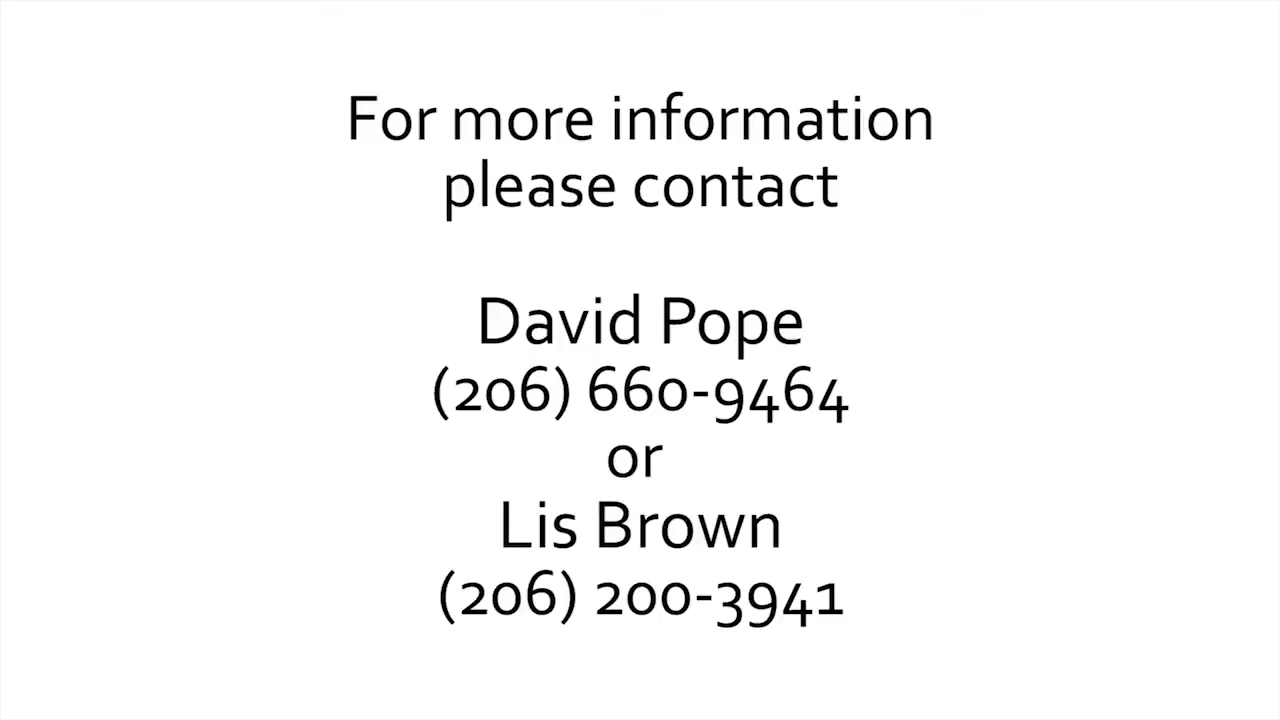 For more information
please contact
David Pope
(206) 660-9464
or
Lis Brown
(206) 200-3941